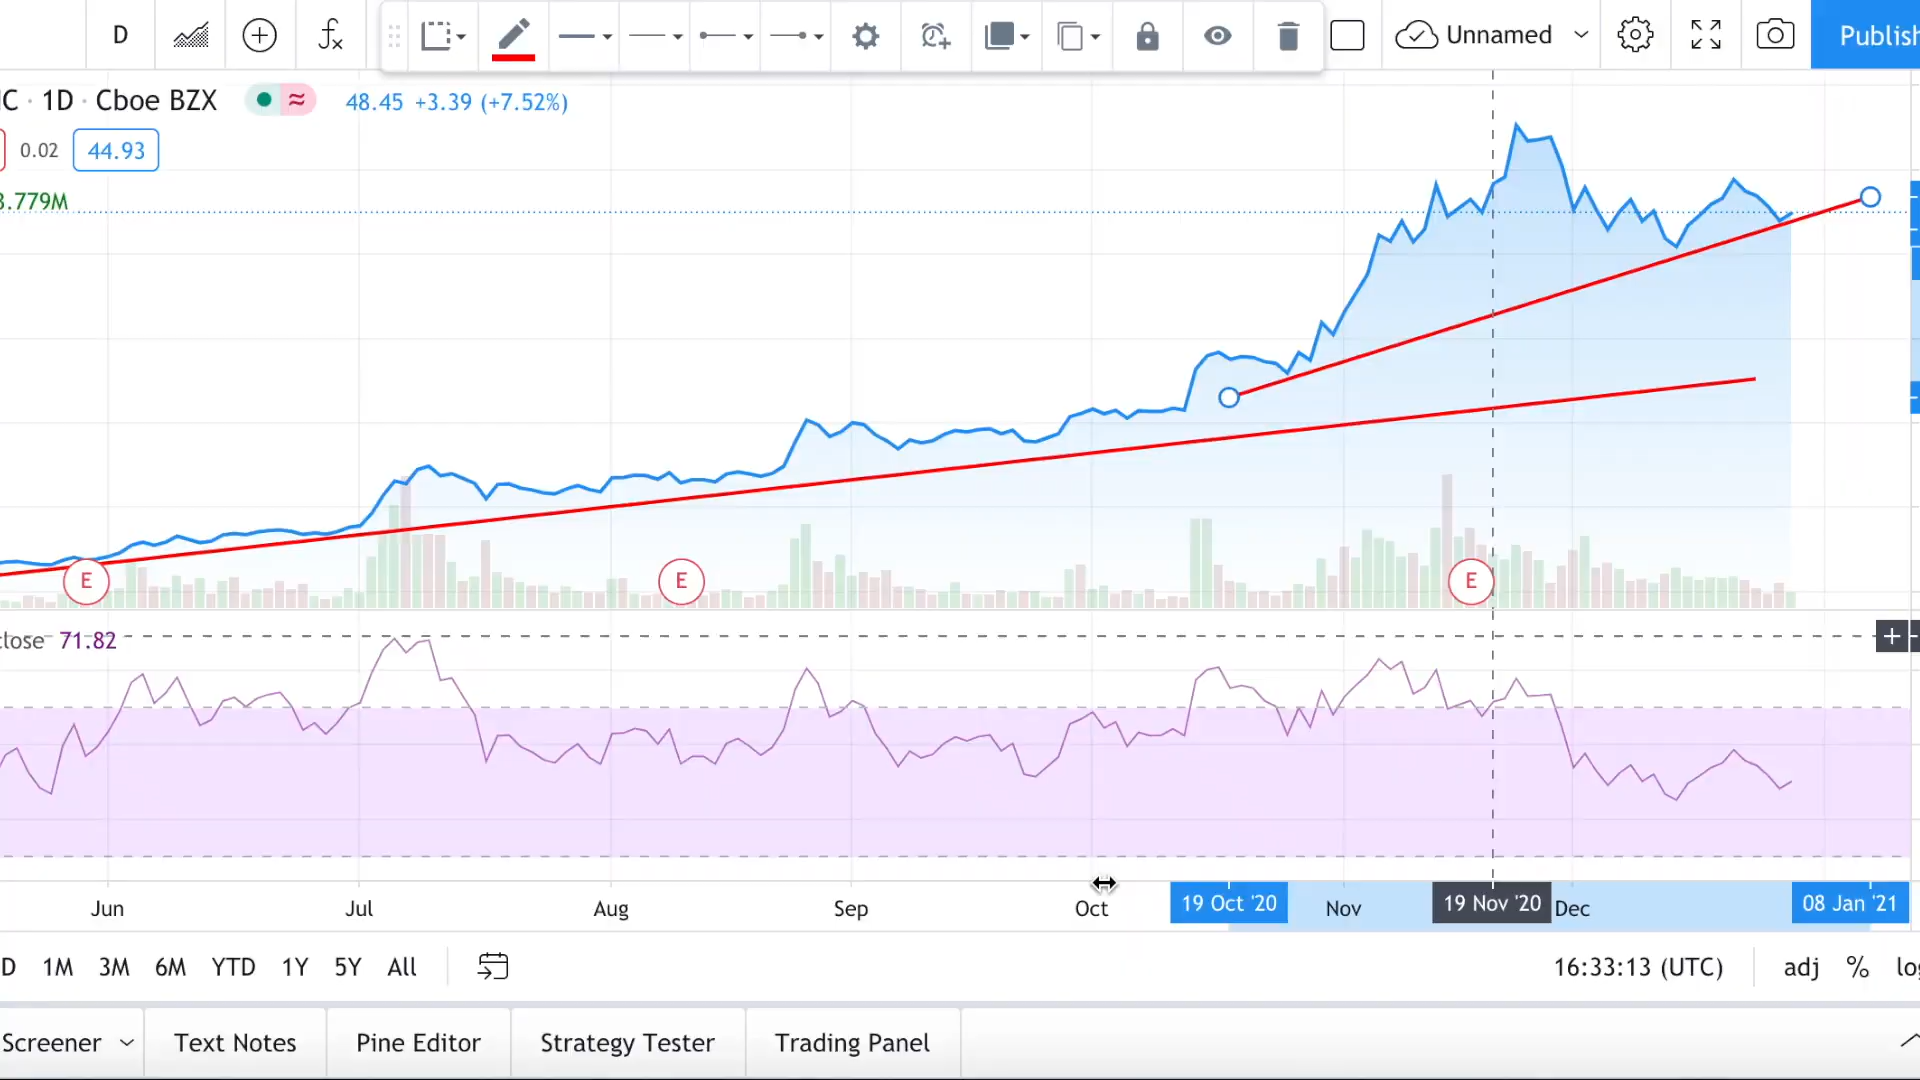 D
fx
Unnamed
Publish
C · 1D · Cboe BZX
48.45 +3.39 (+7.52%)
0.02
44.93
3.779M
E
E
E
close 71.82
Jun
Jul
Aug
Sep
Oct
19 Oct '20
Nov
19 Nov '20
Dec
08 Jan '21
D
1M
3M
6M
YTD
1Y
5Y
All
16:33:13 (UTC)
adj
%
log
Screener
Text Notes
Pine Editor
Strategy Tester
Trading Panel